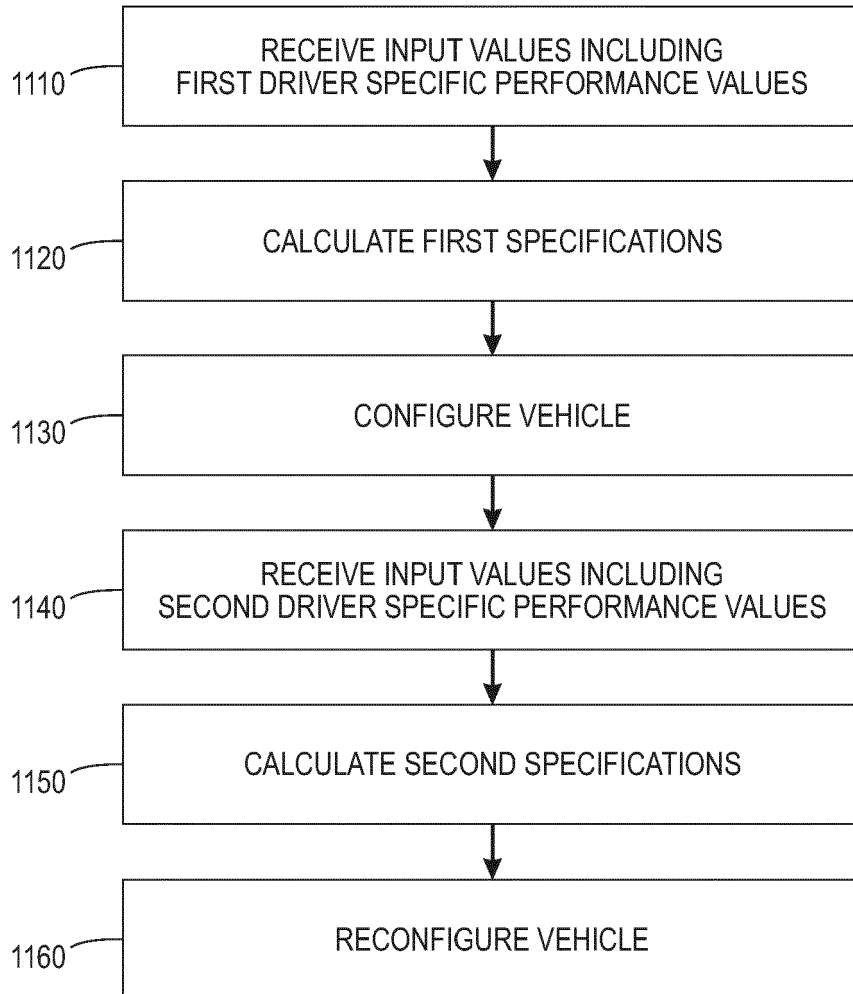 1110
RECEIVE INPUT VALUES INCLUDING
FIRST DRIVER SPECIFIC PERFORMANCE VALUES
1120
CALCULATE FIRST SPECIFICATIONS
1130
CONFIGURE VEHICLE
1140
RECEIVE INPUT VALUES INCLUDING
SECOND DRIVER SPECIFIC PERFORMANCE VALUES
1150
CALCULATE SECOND SPECIFICATIONS
1160
RECONFIGURE VEHICLE